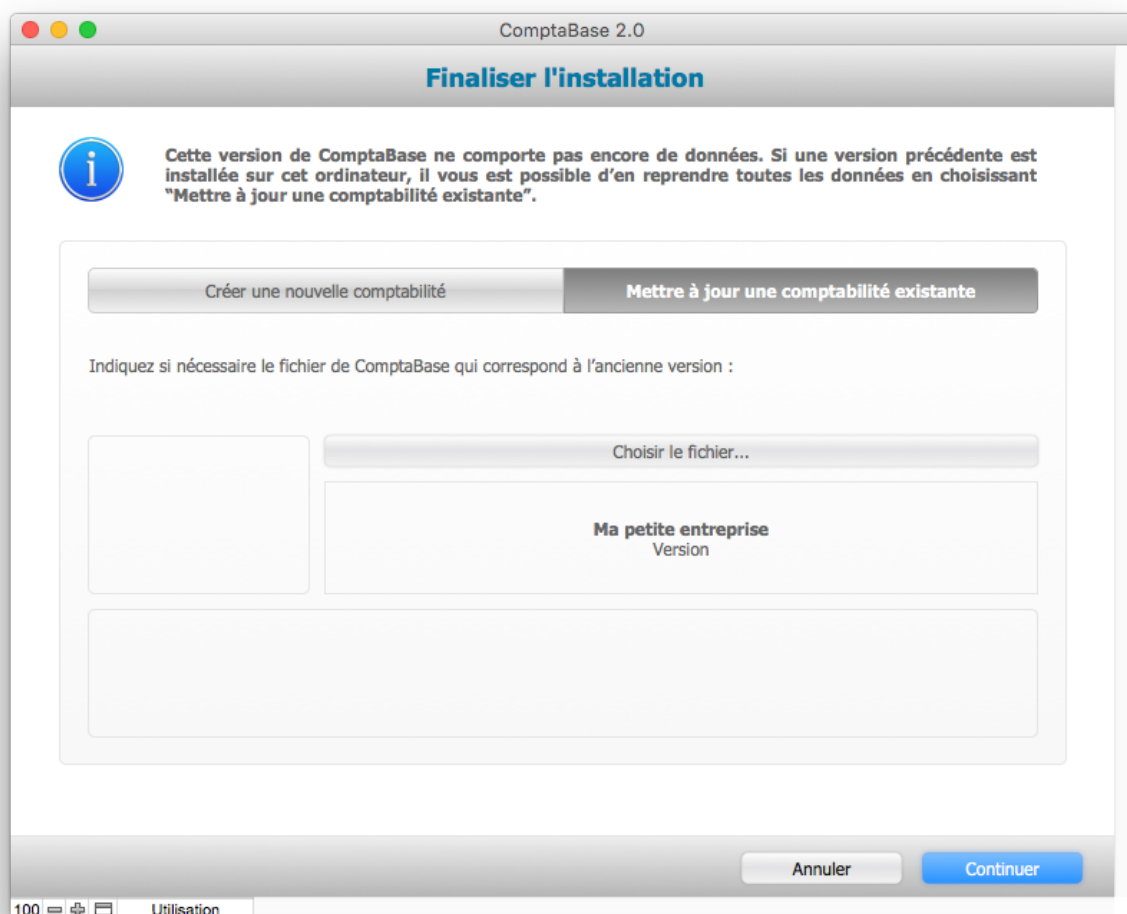 ComptaBase 2.0
Finaliser l'installation
Cette version de ComptaBase ne comporte pas encore de données. Si une version précédente est
installée sur cet ordinateur, il vous est possible d’en reprendre toutes les données en choisissant
“Mettre à jour une comptabilité existante”.
Créer une nouvelle comptabilité
Mettre à jour une comptabilité existante
Indiquez si nécessaire le fichier de ComptaBase qui correspond à l’ancienne version :
Choisir le fichier...
Ma petite entreprise
Version
Annuler
Continuer
100
Utilisation